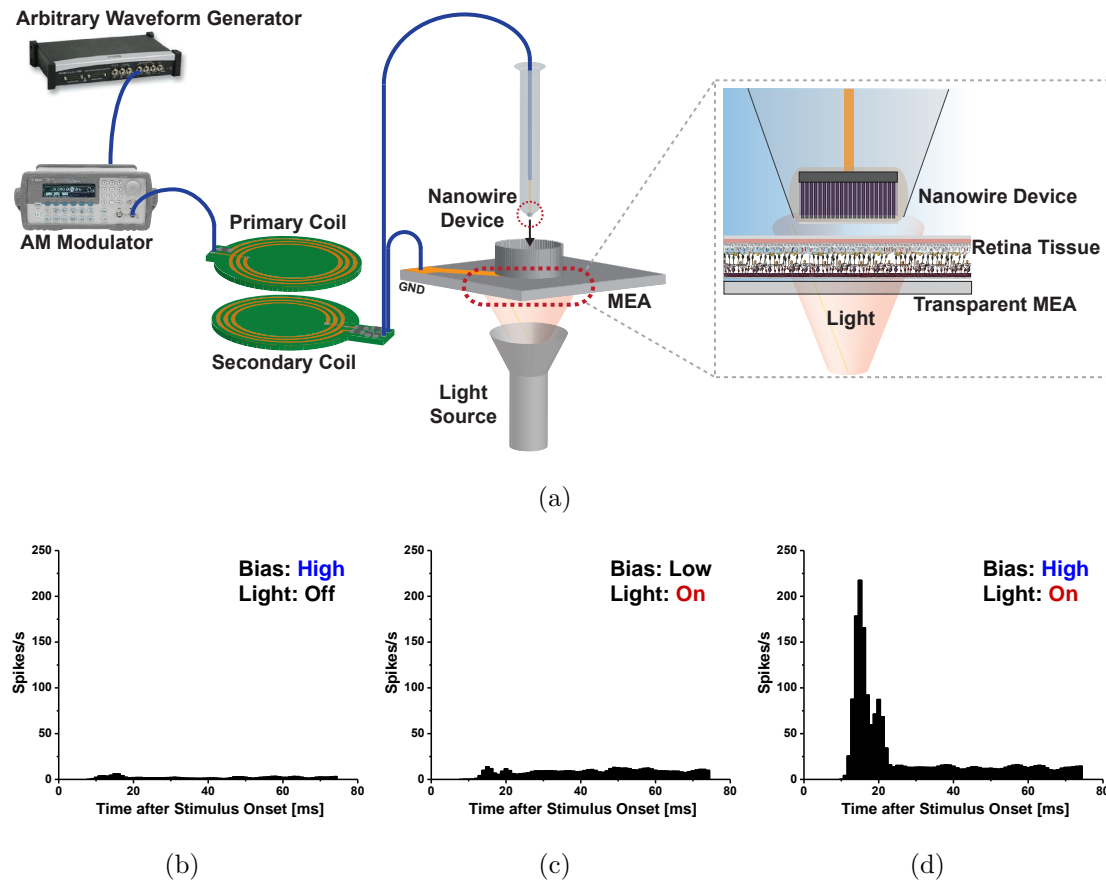 Arbitrary Waveform Generator
AM Modulator
Primary Coil
Secondary Coil
Nanowire
Device
GND
MEA
Light
Source
Nanowire Device
Retina Tissue
Transparent MEA
Light
(a)
Bias: High
Light: Off
Spikes/s
250
200
150
100
50
0
0 20 40 60 80
Time after Stimulus Onset [ms]
(b)
Bias: Low
Light: On
Spikes/s
250
200
150
100
50
0
0 20 40 60 80
Time after Stimulus Onset [ms]
(c)
Bias: High
Light: On
Spikes/s
250
200
150
100
50
0
0 20 40 60 80
Time after Stimulus Onset [ms]
(d)